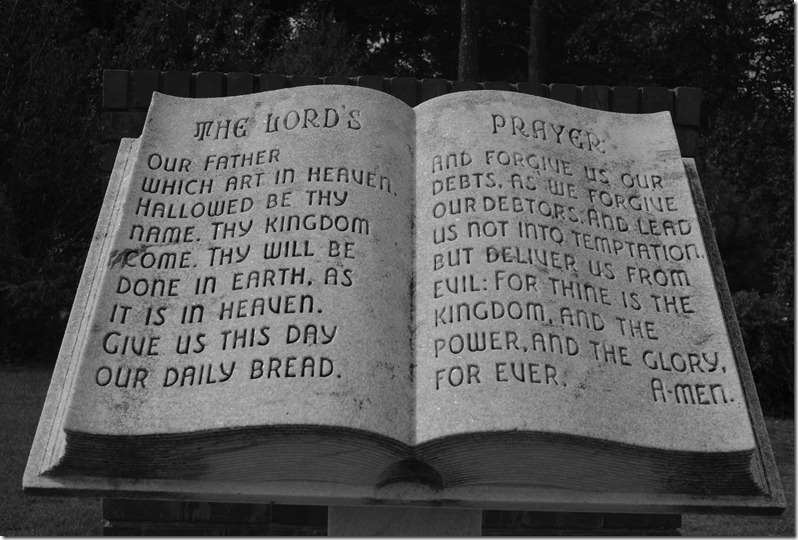 THE LORD'S
OUR FATHER
WHICH ART IN HEAVEN,
HALLOWED BE THY
NAME. THY KINGDOM
COME. THY WILL BE
DONE IN EARTH, AS
IT IS IN HEAVEN.
GIVE US THIS DAY
OUR DAILY BREAD.
PRAYER:
AND FORGIVE US OUR
DEBTS, AS WE FORGIVE
OUR DEBTORS. AND LEAD
US NOT INTO TEMPTATION,
BUT DELIVER US FROM
EVIL: FOR THINE IS THE
KINGDOM, AND THE
POWER, AND THE GLORY,
FOR EVER. A-MEN.